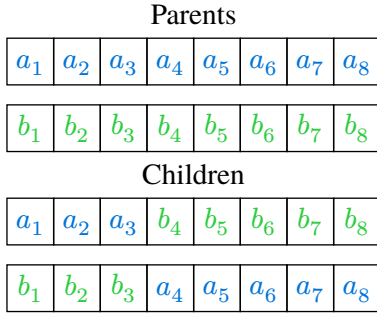 Parents
a₁ a₂ a₃ a₄ a₅ a₆ a₇ a₈
b₁ b₂ b₃ b₄ b₅ b₆ b₇ b₈
Children
a₁ a₂ a₃ b₄ b₅ b₆ b₇ b₈
b₁ b₂ b₃ a₄ a₅ a₆ a₇ a₈